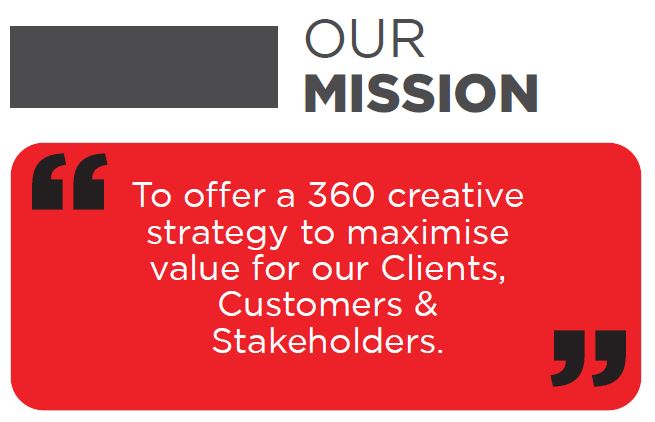 OUR
MISSION
“
To offer a 360 creative
strategy to maximise
value for our Clients,
Customers &
Stakeholders.
”